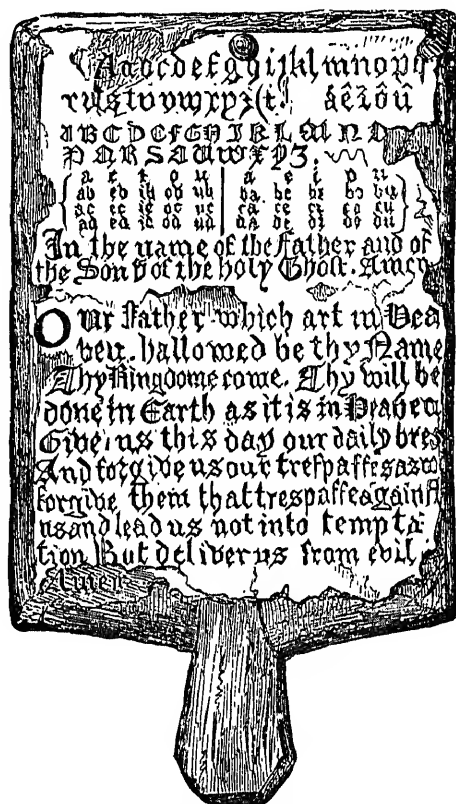 Aabcdefghijklmnopq
rſsstuvwxyz(t. áêîôû
ABCDEFGHIKLMNO
PQRSTUWXYZ.
a e i o u | a e i o u
ab eb ib ob ub | ba be bi bo bu
ac ec ic oc uc | ca ce ci co cu
ad ed id od ud | da de di do du
In the name of the Father and of
the Son & of the holy Ghost. Amen
Our Father which art in Hea
ven. hallowed be thy Name
Thy Kingdome come. Thy will be
done in Earth as it is in Heaven
Give us this day our daily brea
And forgive us our treſpaſſes as w
forgive them that treſpaſſe againſt
us and lead us not into tempta
tion But deliver us from evil
Amen